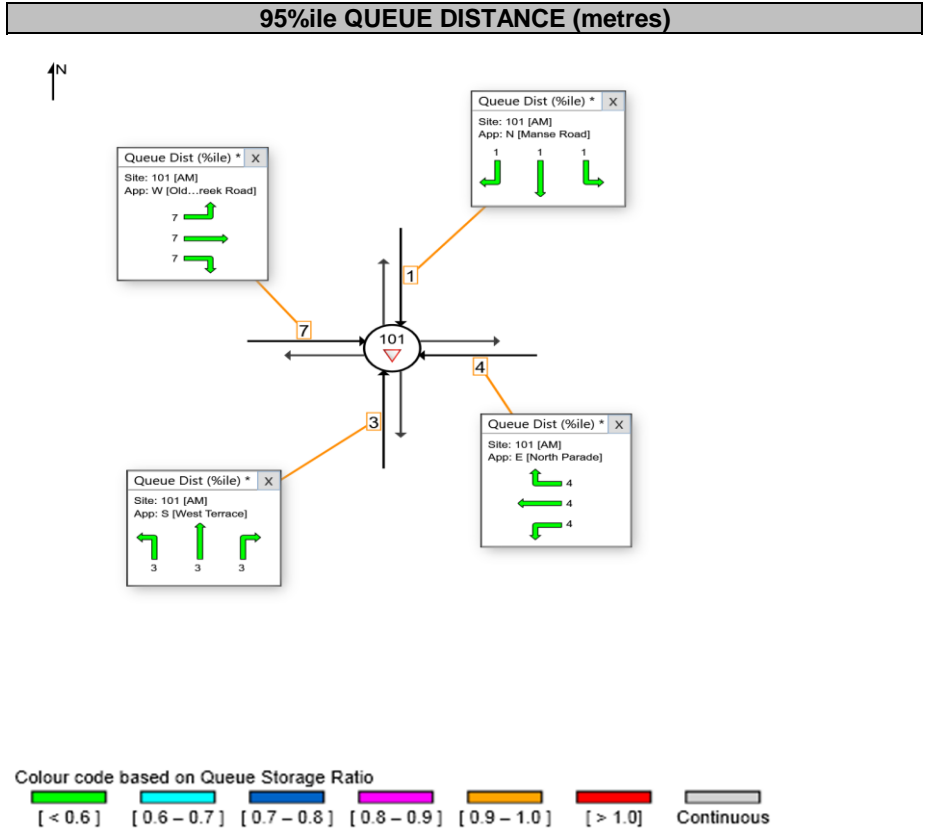 95%ile QUEUE DISTANCE (metres)
N
Queue Dist (%ile) * X
Site: 101 [AM]
App: N [Manse Road]
1 1 1
Queue Dist (%ile) * X
Site: 101 [AM]
App: W [Old...reek Road]
7
7
7
1
7
101
4
3
Queue Dist (%ile) * X
Site: 101 [AM]
App: E [North Parade]
4
4
4
Queue Dist (%ile) * X
Site: 101 [AM]
App: S [West Terrace]
3 3 3
Colour code based on Queue Storage Ratio
[ < 0.6 ] [ 0.6 – 0.7 ] [ 0.7 – 0.8 ] [ 0.8 – 0.9 ] [ 0.9 – 1.0 ] [ > 1.0] Continuous